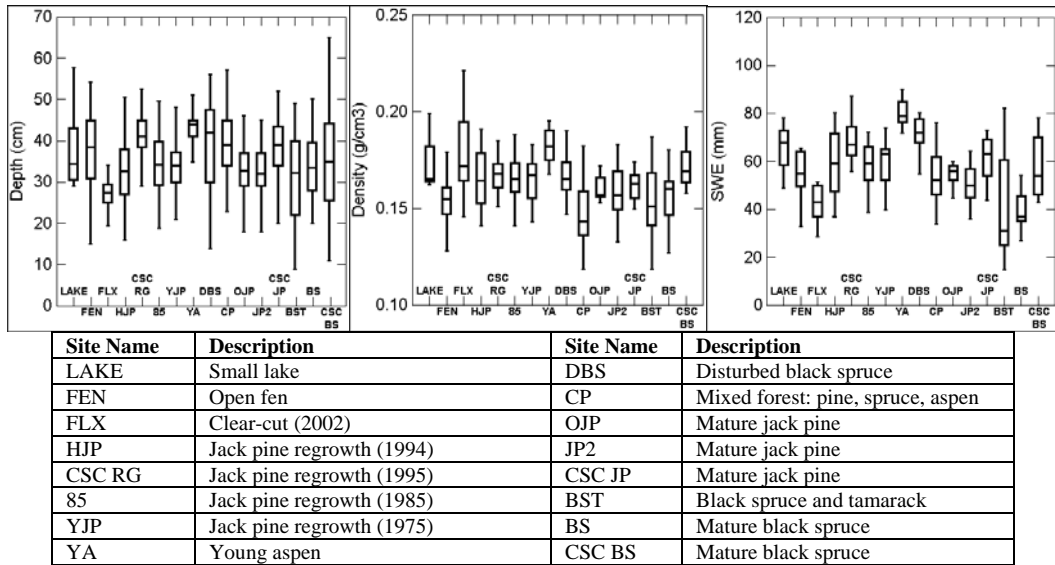 70
60
50
40
30
20
10
0
Depth (cm)
LAKE FLX CSC RG 85 YJP DBS OJP CSC JP BS
FEN HJP YA CP JP2 BST CSC BS
0.25
0.20
0.15
0.10
Density (g/cm3)
LAKE FLX CSC RG YJP DBS OJP CSC JP BS
FEN HJP 85 YA CP JP2 BST CSC BS
120
100
80
60
40
20
0
SWE (mm)
LAKE FLX CSC RG YJP DBS OJP CSC JP BS
FEN HJP 85 YA CP JP2 BST CSC BS
Site Name Description Site Name Description
LAKE Small lake DBS Disturbed black spruce
FEN Open fen CP Mixed forest: pine, spruce, aspen
FLX Clear-cut (2002) OJP Mature jack pine
HJP Jack pine regrowth (1994) JP2 Mature jack pine
CSC RG Jack pine regrowth (1995) CSC JP Mature jack pine
85 Jack pine regrowth (1985) BST Black spruce and tamarack
YJP Jack pine regrowth (1975) BS Mature black spruce
YA Young aspen CSC BS Mature black spruce